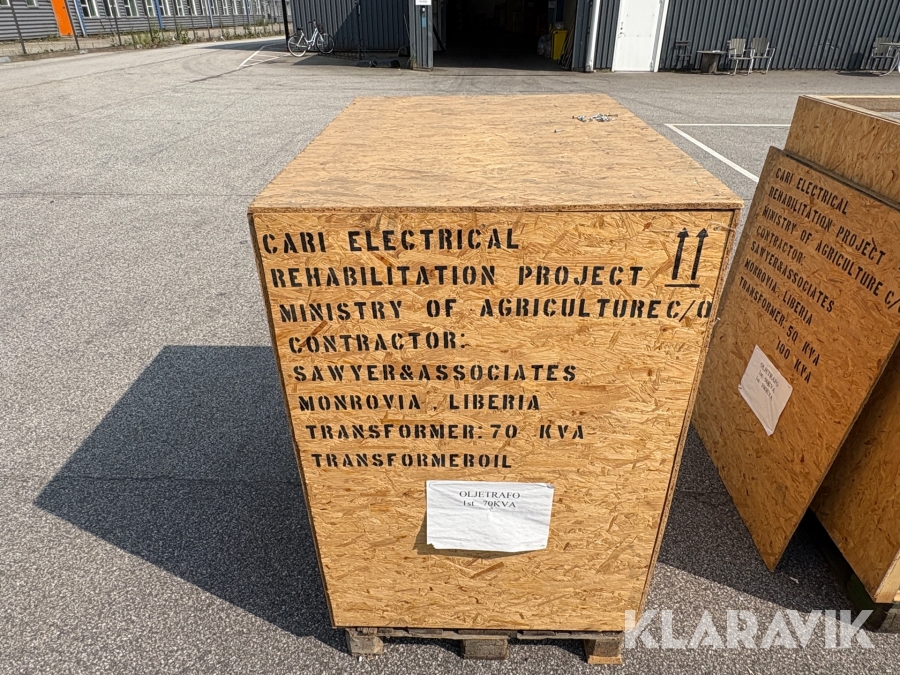 CARI ELECTRICAL
REHABILITATION PROJECT
MINISTRY OF AGRICULTURE C/O
CONTRACTOR:
SAWYER&ASSOCIATES
MONROVIA, LIBERIA
TRANSFORMER: 70 KVA
TRANSFORMEROIL
OLJETRAFO
1st 70KVA
CARI ELECTRICAL
REHABILITATION PROJECT
MINISTRY OF AGRICULTURE C/
CONTRACTOR:
SAWYER&ASSOCIATES
MONROVIA, LIBERIA
TRANSFORMER: 50 KVA
100 KVA
OLJETRAFO
KLARAVIK